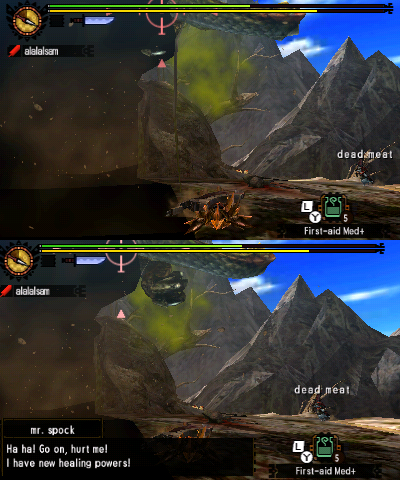 alalalsam
dead meat
L
Y
5
First-aid Med+
alalalsam
dead meat
mr. spock
Ha ha! Go on, hurt me!
I have new healing powers!
L
Y
5
First-aid Med+